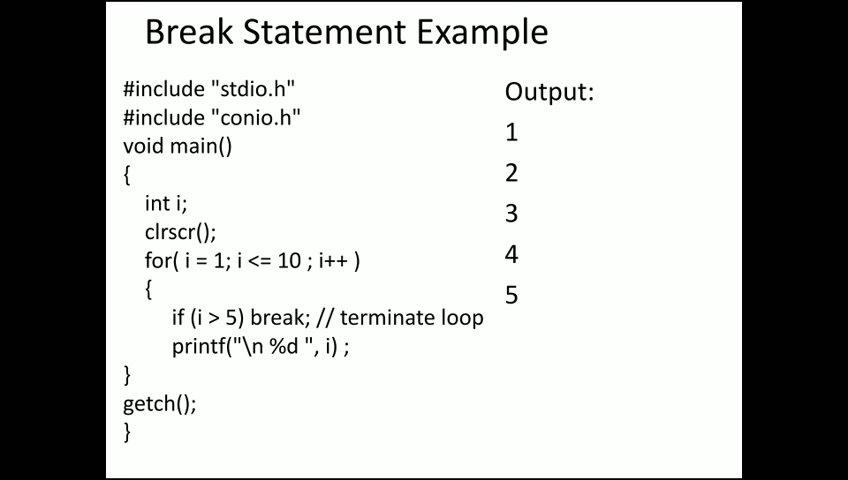 Break Statement Example
#include "stdio.h"
#include "conio.h"
void main()
{
int i;
clrscr();
for( i = 1; i <= 10 ; i++ )
{
if (i > 5) break; // terminate loop
printf("\n %d ", i) ;
}
getch();
}
Output:
1
2
3
4
5